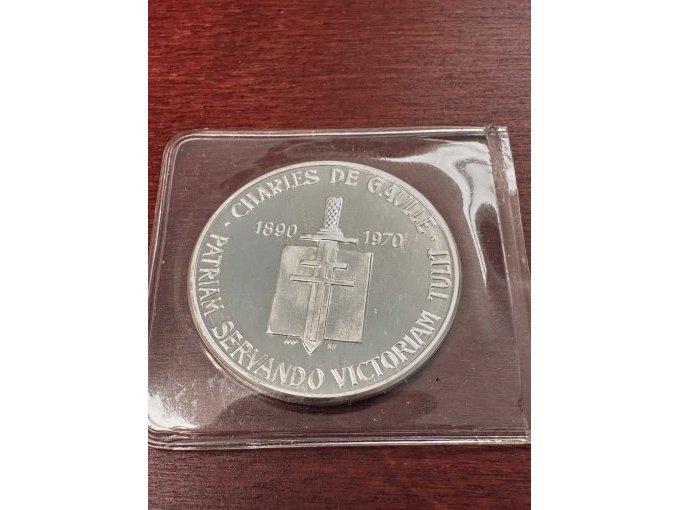 · CHARLES DE GAULLE ·
1890 1970
PATRIAM SERVANDO VICTORIAM TULIT